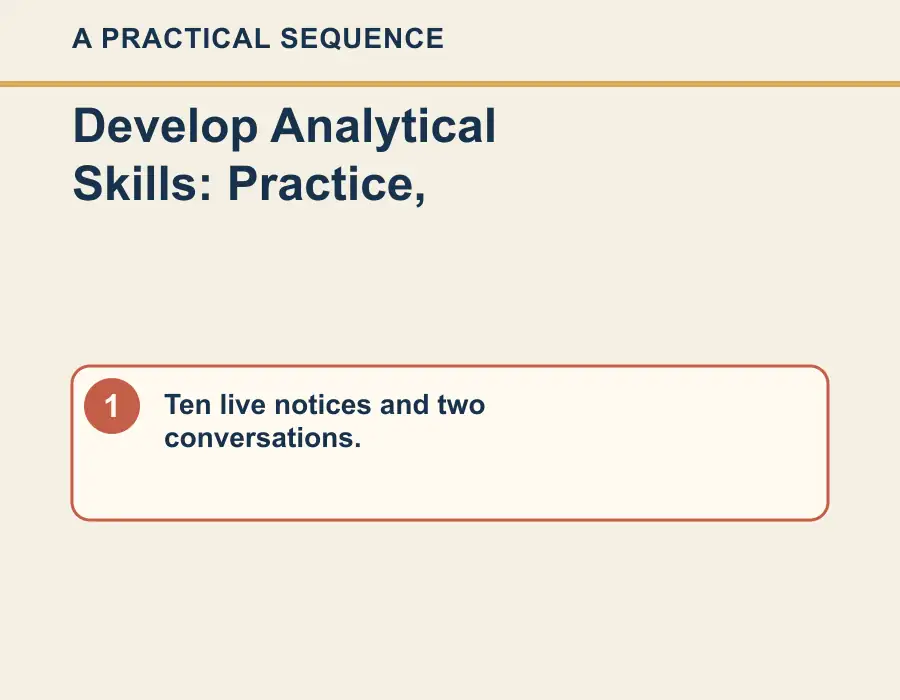 A PRACTICAL SEQUENCE
Develop Analytical
Skills: Practice,
1
Ten live notices and two
conversations.